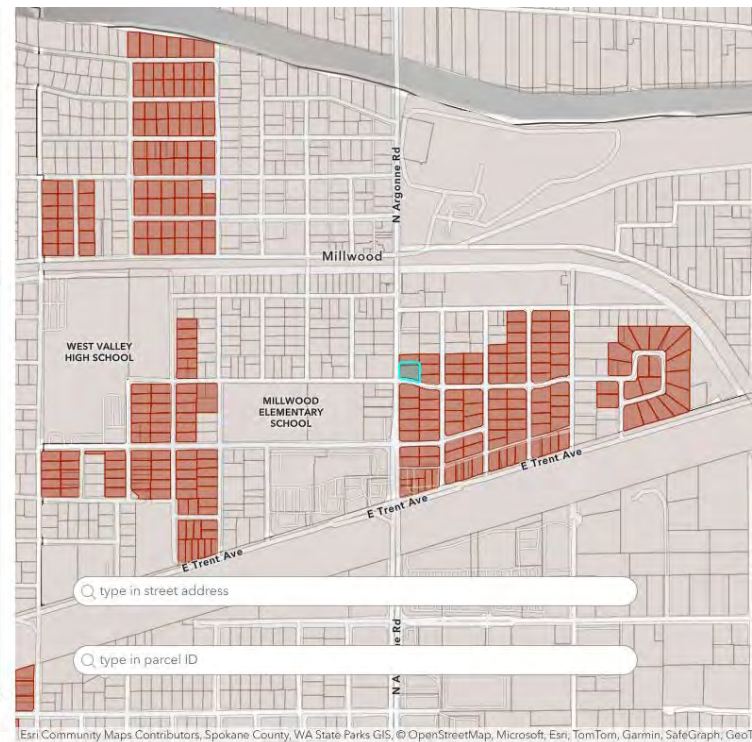 N Argonne Rd
Millwood
WEST VALLEY
HIGH SCHOOL
MILLWOOD
ELEMENTARY
SCHOOL
E Trent Ave
E Trent Ave
E Trent Ave
type in street address
N A
e Rd
type in parcel ID
Esri Community Maps Contributors, Spokane County, WA State Parks GIS, © OpenStreetMap, Microsoft, Esri, TomTom, Garmin, SafeGraph, Geo